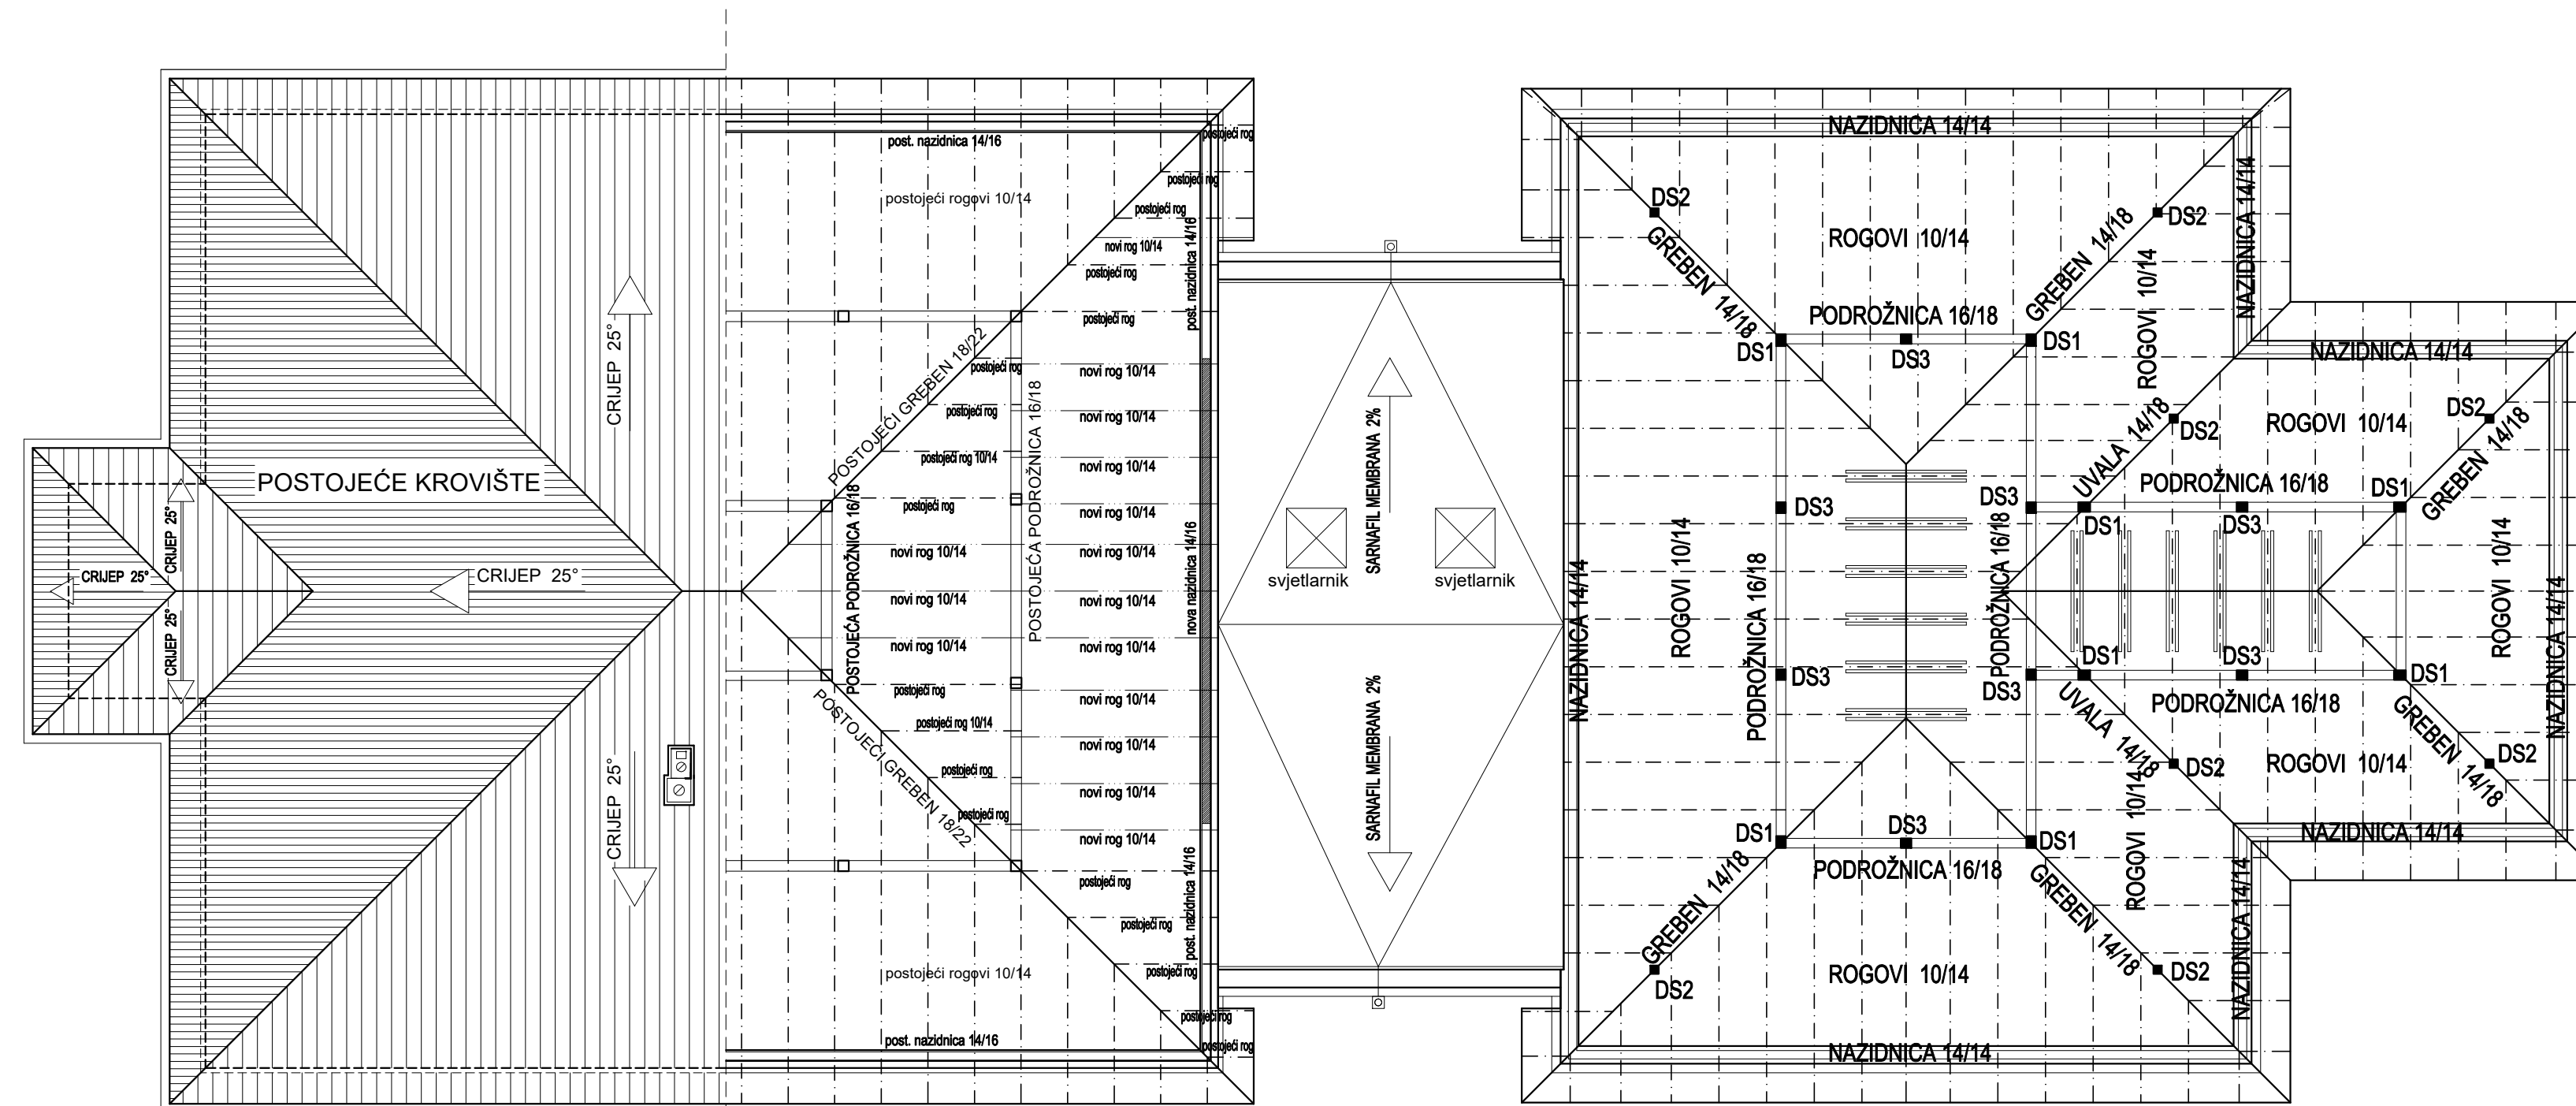 POSTOJEĆE KROVIŠTE
CRIJEP 25°
CRIJEP 25°
CRIJEP 25°
CRIJEP 25°
CRIJEP 25°
CRIJEP 25°
post. nazidnica 14/16
postojeći rogovi 10/14
postojeći rog
postojeći rog
postojeći rog
novi rog 10/14
postojeći rog
postojeći rog
post. nazidnica 14/16
POSTOJEĆI GREBEN 18/22
postojeći rog
postojeći rog
postojeći rog 10/14
postojeći rog
novi rog 10/14
novi rog 10/14
novi rog 10/14
postojeći rog
postojeći rog 10/14
postojeći rog
postojeći rog
POSTOJEĆA PODROŽNICA 16/18
POSTOJEĆA PODROŽNICA 16/18
novi rog 10/14
novi rog 10/14
novi rog 10/14
novi rog 10/14
novi rog 10/14
novi rog 10/14
novi rog 10/14
novi rog 10/14
novi rog 10/14
novi rog 10/14
novi rog 10/14
nova nazidnica 14/16
POSTOJEĆI GREBEN 18/22
postojeći rog
postojeći rog
postojeći rog
postojeći rog
postojeći rog
post. nazidnica 14/16
postojeći rogovi 10/14
post. nazidnica 14/16
SARNAFIL MEMBRANA 2%
svjetlarnik
svjetlarnik
SARNAFIL MEMBRANA 2%
NAZIDNICA 14/14
DS2
DS2
GREBEN 14/18
ROGOVI 10/14
GREBEN 14/18
ROGOVI 10/14
NAZIDNICA 14/14
PODROŽNICA 16/18
DS1
DS3
DS1
NAZIDNICA 14/14
DS2
UVALA 14/18
ROGOVI 10/14
DS2
GREBEN 14/18
DS3
DS3
PODROŽNICA 16/18
DS1
DS1
DS3
NAZIDNICA 14/14
ROGOVI 10/14
PODROŽNICA 16/18
PODROŽNICA 16/18
ROGOVI 10/14
NAZIDNICA 14/14
DS3
DS3
DS1
DS3
DS1
UVALA 14/18
PODROŽNICA 16/18
GREBEN 14/18
DS2
ROGOVI 10/14
DS2
NAZIDNICA 14/14
DS1
DS3
DS1
PODROŽNICA 16/18
GREBEN 14/18
GREBEN 14/18
ROGOVI 10/14
NAZIDNICA 14/14
DS2
ROGOVI 10/14
DS2
NAZIDNICA 14/14